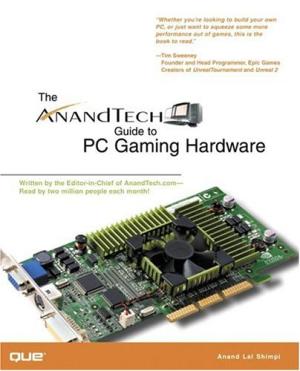 "Whether you're looking to build your own
PC, or just want to squeeze some more
performance out of games, this is the
book to read."
—Tim Sweeney
Founder and Head Programmer, Epic Games
Creators of UnrealTournament and Unreal 2
The
ANANDTECH
Guide to
PC Gaming Hardware
Written by the Editor-in-Chief of AnandTech.com—
Read by two million people each month!
Anand Lal Shimpi
QUE